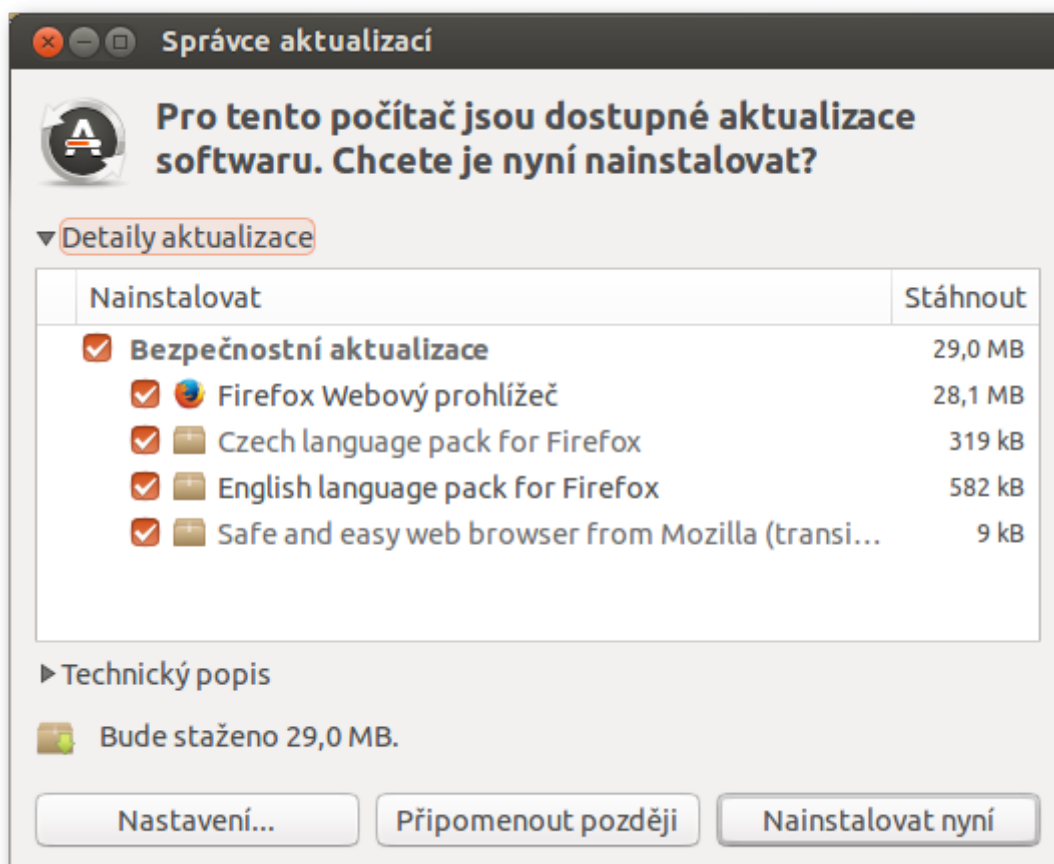 Správce aktualizací
Pro tento počítač jsou dostupné aktualizace
softwaru. Chcete je nyní nainstalovat?
Detaily aktualizace
Nainstalovat Stáhnout
Bezpečnostní aktualizace 29,0 MB
Firefox Webový prohlížeč 28,1 MB
Czech language pack for Firefox 319 kB
English language pack for Firefox 582 kB
Safe and easy web browser from Mozilla (transi… 9 kB
Technický popis
Bude staženo 29,0 MB.
Nastavení... Připomenout později Nainstalovat nyní